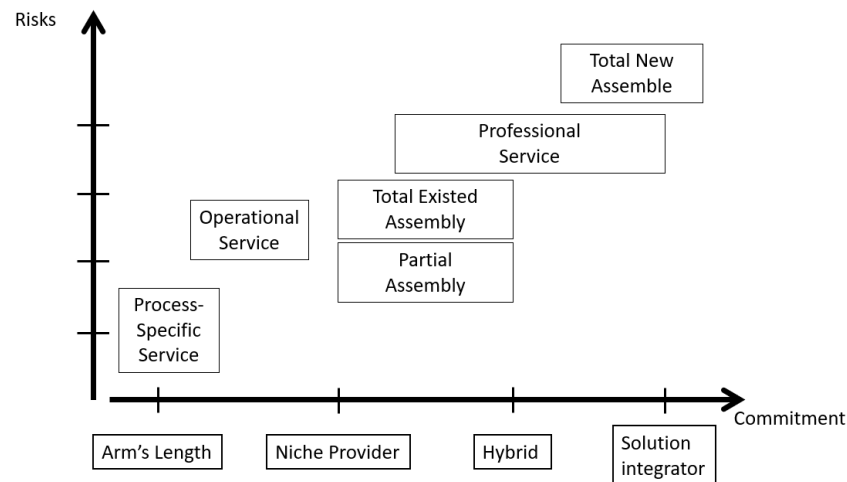 Risks
Total New
Assemble
Professional
Service
Total Existed
Assembly
Operational
Service
Partial
Assembly
Process-
Specific
Service
Commitment
Arm's Length
Niche Provider
Hybrid
Solution
integrator